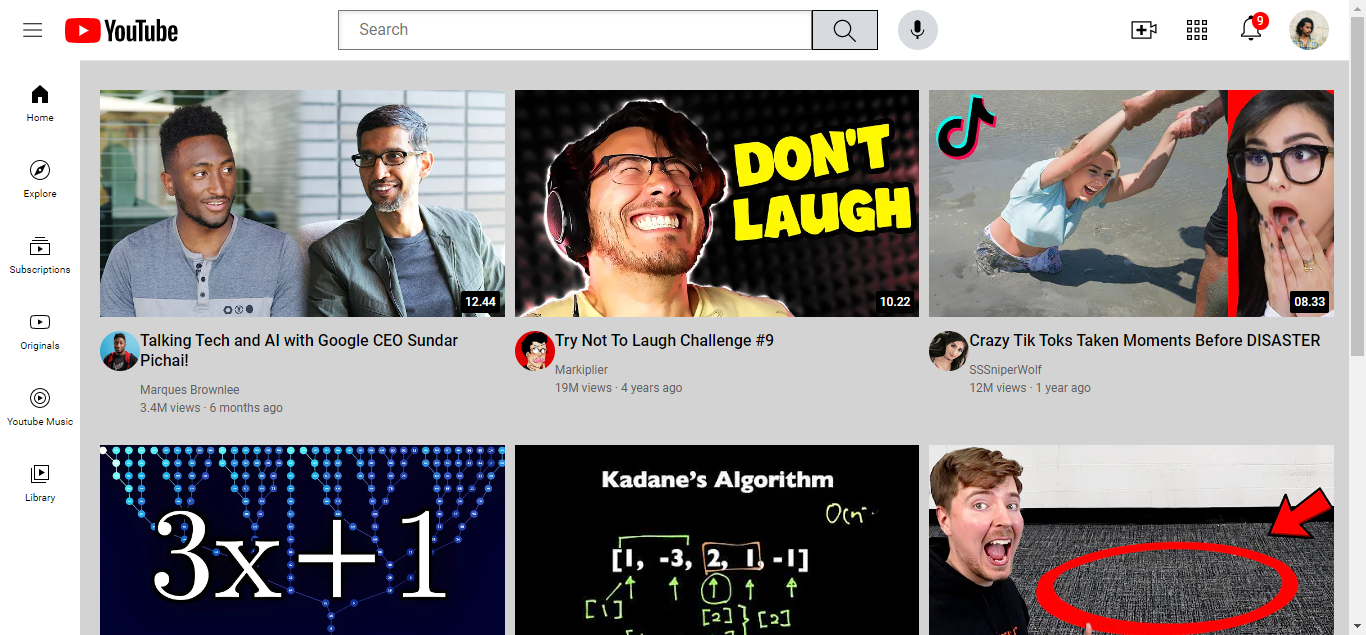 YouTube
Search
9
Home
Explore
Subscriptions
Originals
Youtube Music
Library
12.44
Talking Tech and AI with Google CEO Sundar
Pichai!
Marques Brownlee
3.4M views · 6 months ago
DON'T
LAUGH
10.22
Try Not To Laugh Challenge #9
Markiplier
19M views · 4 years ago
08.33
Crazy Tik Toks Taken Moments Before DISASTER
SSSniperWolf
12M views · 1 year ago
3x+1
Kadane's Algorithm
[1, -3, 2, 1, -1]
[1]
[2]
[2]